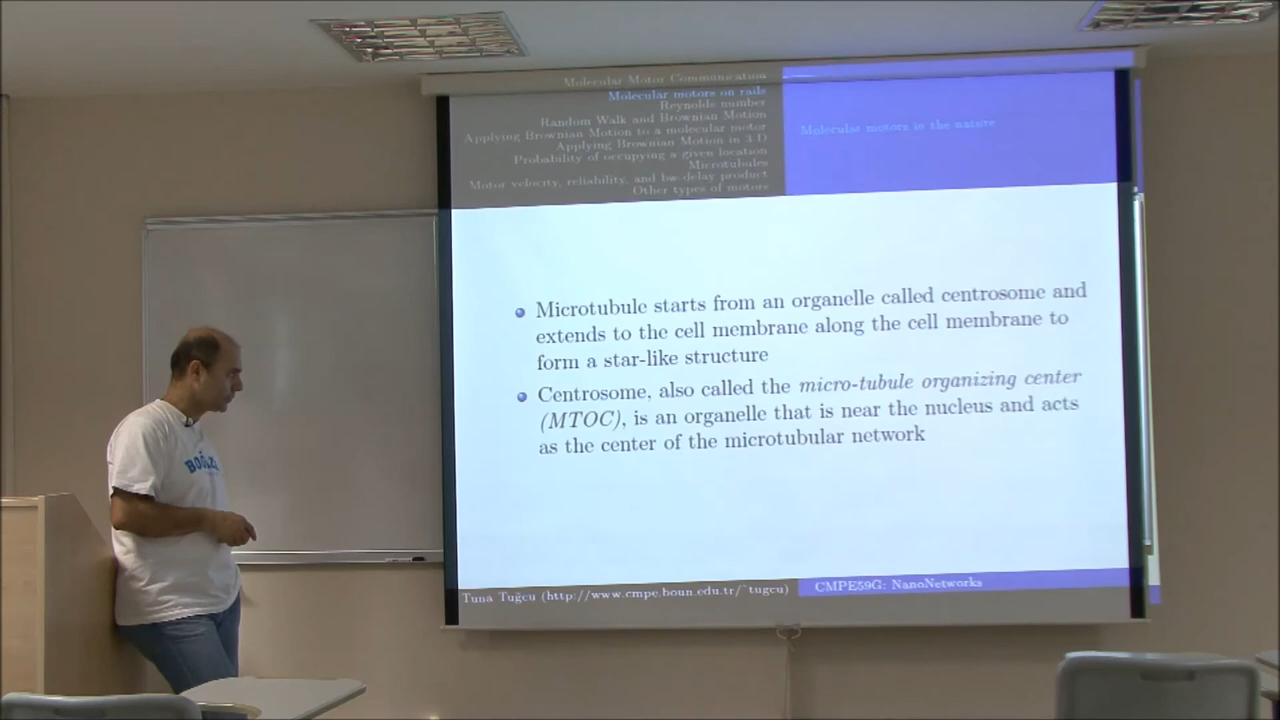 Molecular Motor Communication
Molecular motors on rails
Reynolds number
Random Walk and Brownian Motion
Applying Brownian Motion to a molecular motor
Applying Brownian Motion in 3-D
Probability of occupying a given location
Microtubules
Motor velocity, reliability, and bw-delay product
Other types of motors
Molecular motors in the nature
Microtubule starts from an organelle called centrosome and
extends to the cell membrane along the cell membrane to
form a star-like structure
Centrosome, also called the micro-tubule organizing center
(MTOC), is an organelle that is near the nucleus and acts
as the center of the microtubular network
Tuna Tuğcu (http://www.cmpe.boun.edu.tr/~tugcu)
CMPE59G: NanoNetworks